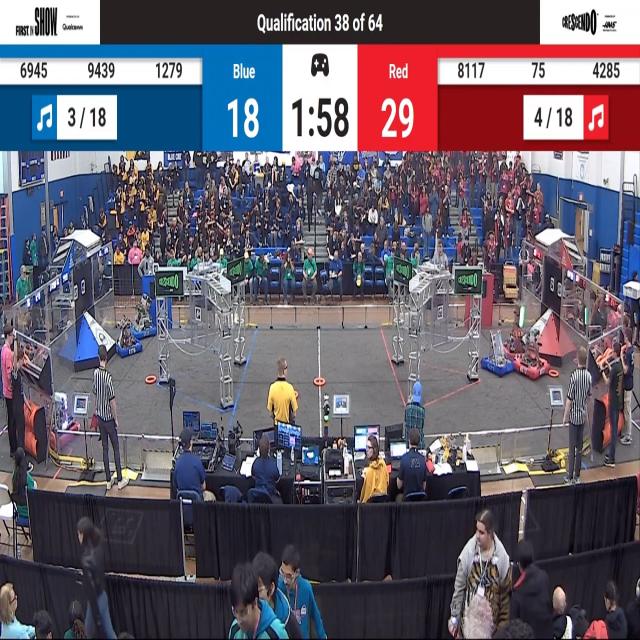 FIRST IN SHOW
Qualcomm
Qualification 38 of 64
CRESCENDO
6945 9439 1279
Blue
Red
8117 75 4285
3 / 18
18
1:58
29
4 / 18